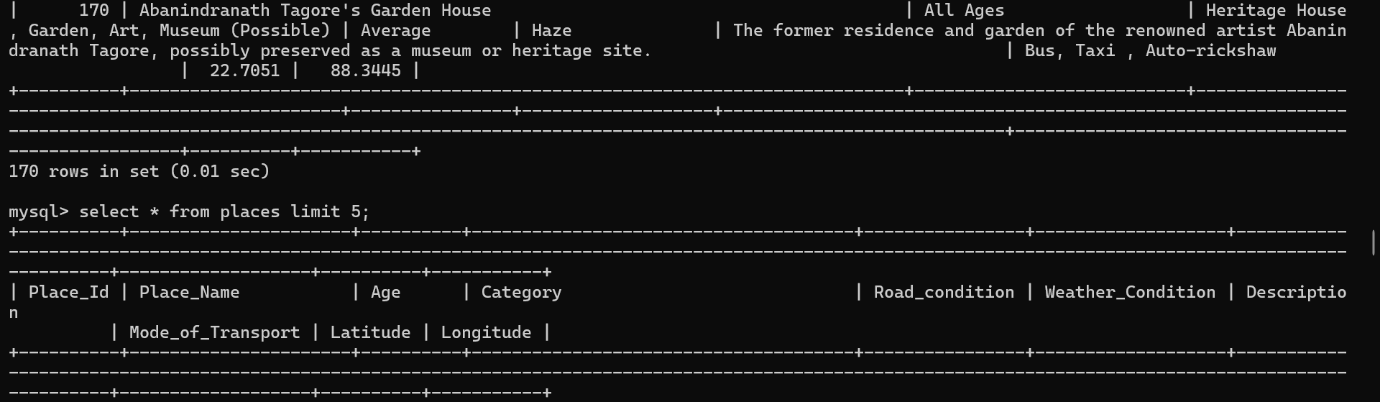 |      170 | Abanindranath Tagore's Garden House                                         | All Ages                  | Heritage House
, Garden, Art, Museum (Possible) | Average        | Haze              | The former residence and garden of the renowned artist Abanin
dranath Tagore, possibly preserved as a museum or heritage site.                                   | Bus, Taxi , Auto-rickshaw
                 |  22.7051 |   88.3445 |
170 rows in set (0.01 sec)
mysql> select * from places limit 5;
| Place_Id | Place_Name           | Age      | Category                             | Road_condition | Weather_Condition | Descriptio
n
          | Mode_of_Transport | Latitude | Longitude |